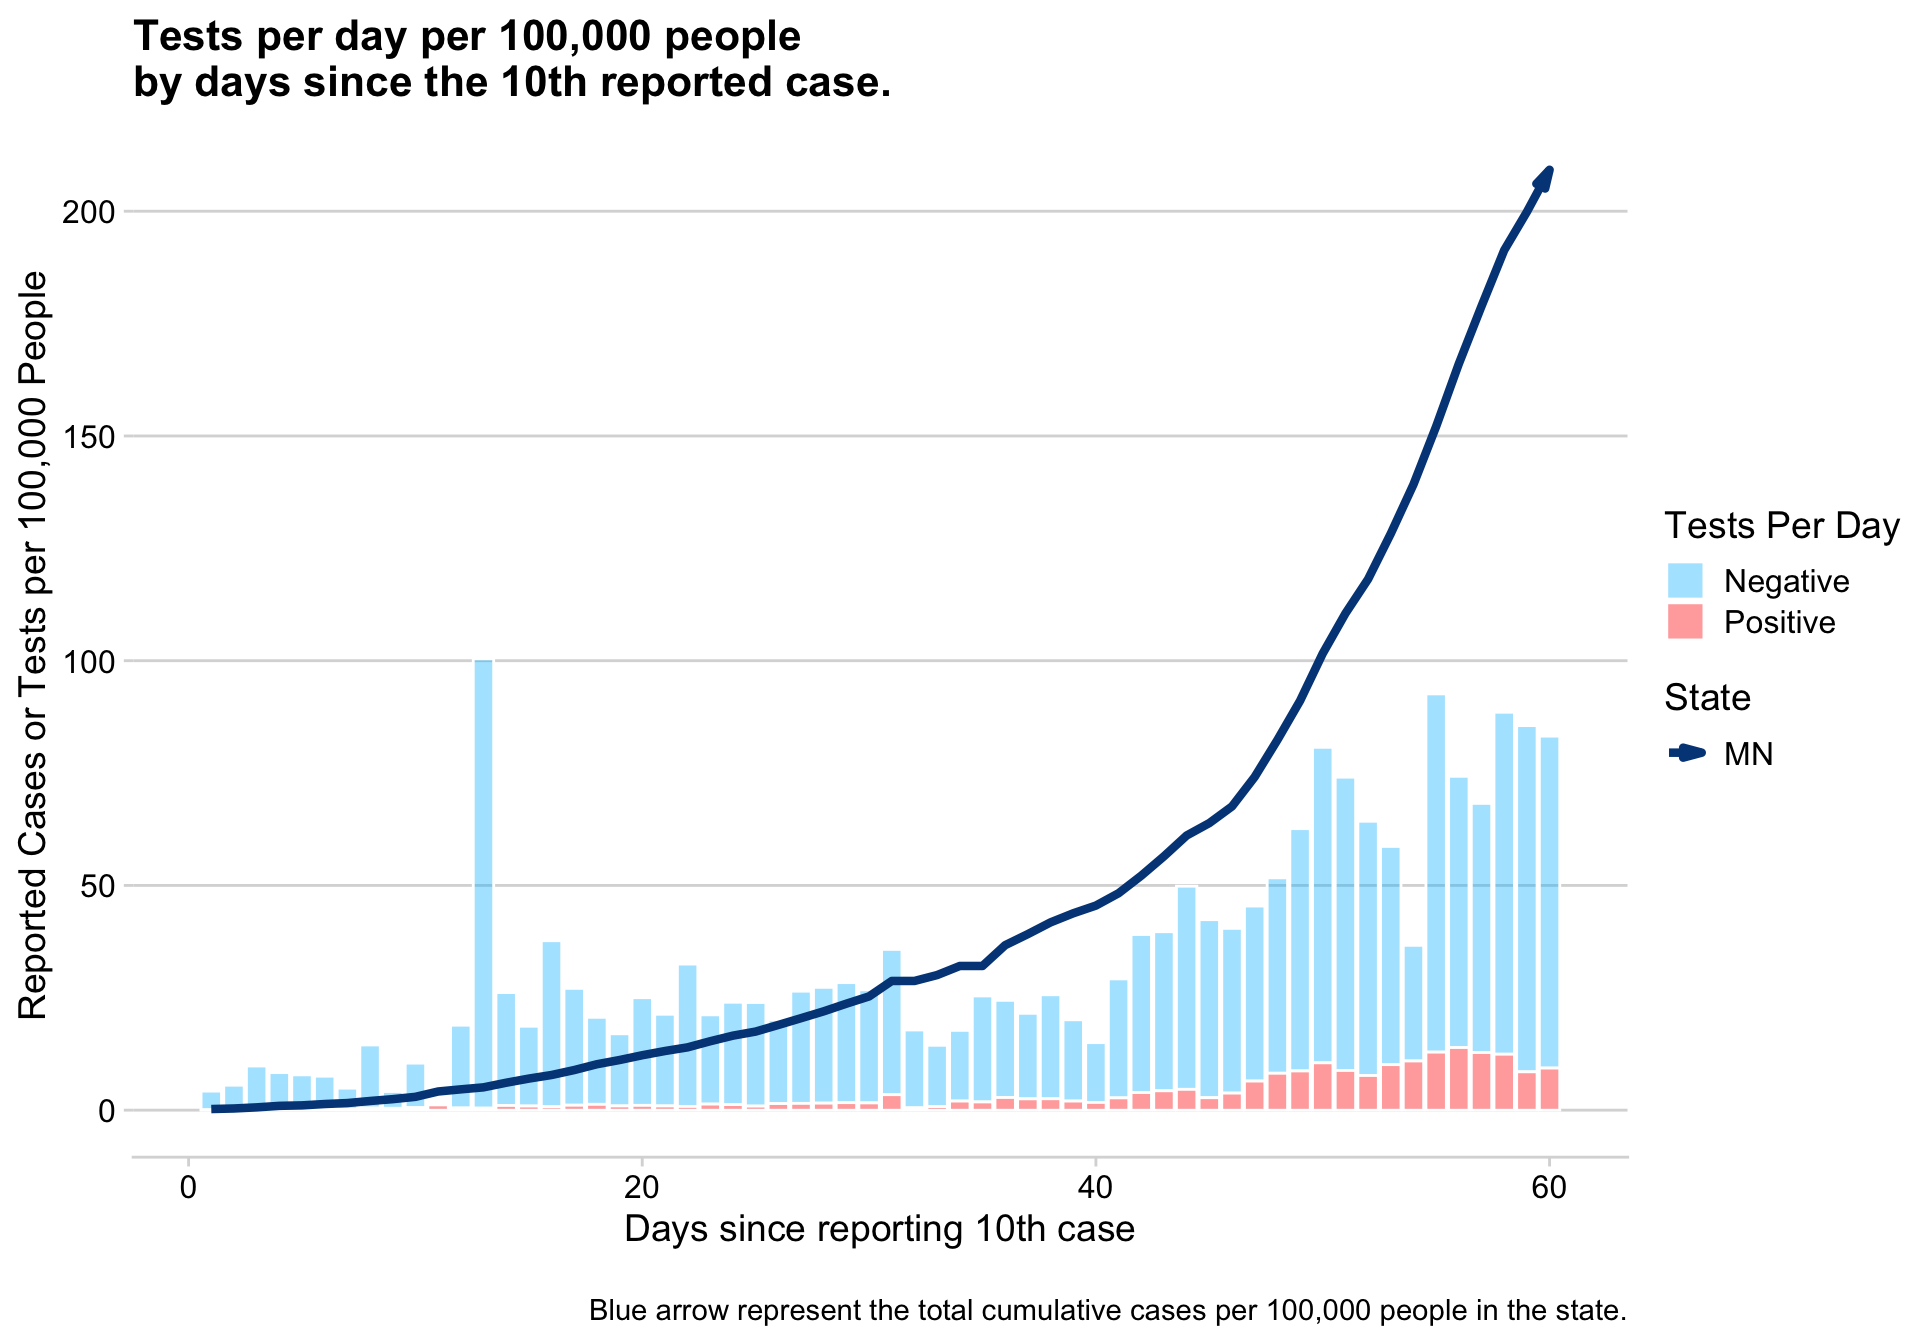 Tests per day per 100,000 people
by days since the 10th reported case.
Reported Cases or Tests per 100,000 People
200
150
100
50
0
0
20
40
60
Days since reporting 10th case
Tests Per Day
Negative
Positive
State
MN
Blue arrow represent the total cumulative cases per 100,000 people in the state.